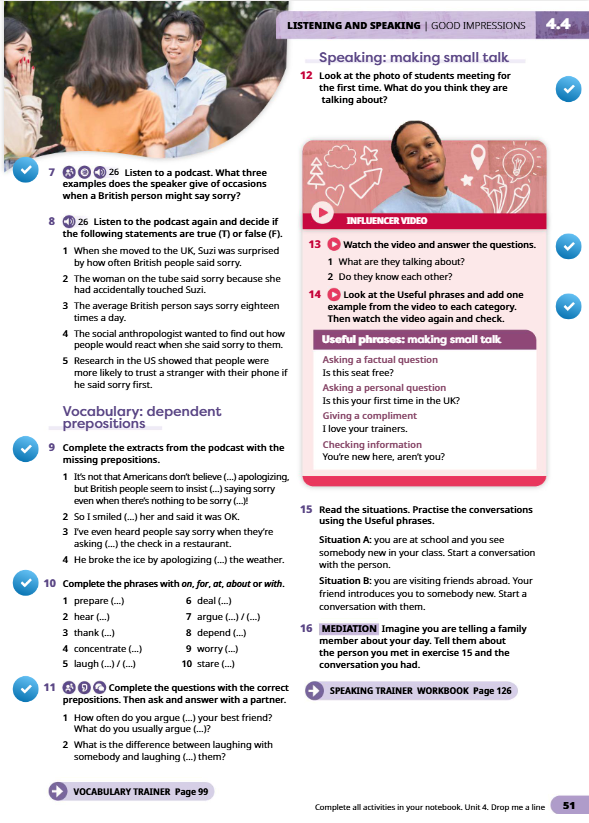 LISTENING AND SPEAKING | GOOD IMPRESSIONS 4.4
7 26 Listen to a podcast. What three
examples does the speaker give of occasions
when a British person might say sorry?
8 26 Listen to the podcast again and decide if
the following statements are true (T) or false (F).
1 When she moved to the UK, Suzi was surprised
by how often British people said sorry.
2 The woman on the tube said sorry because she
had accidentally touched Suzi.
3 The average British person says sorry eighteen
times a day.
4 The social anthropologist wanted to find out how
people would react when she said sorry to them.
5 Research in the US showed that people were
more likely to trust a stranger with their phone if
he said sorry first.
Vocabulary: dependent
prepositions
9 Complete the extracts from the podcast with the
missing prepositions.
1 It's not that Americans don't believe (...) apologizing,
but British people seem to insist (...) saying sorry
even when there's nothing to be sorry (...)!
2 So I smiled (...) her and said it was OK.
3 I've even heard people say sorry when they're
asking (...) the check in a restaurant.
4 He broke the ice by apologizing (...) the weather.
10 Complete the phrases with on, for, at, about or with.
1 prepare (...)
2 hear (...)
3 thank (...)
4 concentrate (...)
5 laugh (...) / (...)
6 deal (...)
7 argue (...) / (...)
8 depend (...)
9 worry (...)
10 stare (...)
11 Complete the questions with the correct
prepositions. Then ask and answer with a partner.
1 How often do you argue (...) your best friend?
What do you usually argue (...)?
2 What is the difference between laughing with
somebody and laughing (...) them?
VOCABULARY TRAINER Page 99
Speaking: making small talk
12 Look at the photo of students meeting for
the first time. What do you think they are
talking about?
INFLUENCER VIDEO
13 Watch the video and answer the questions.
1 What are they talking about?
2 Do they know each other?
14 Look at the Useful phrases and add one
example from the video to each category.
Then watch the video again and check.
Useful phrases: making small talk
Asking a factual question
Is this seat free?
Asking a personal question
Is this your first time in the UK?
Giving a compliment
I love your trainers.
Checking information
You're new here, aren't you?
15 Read the situations. Practise the conversations
using the Useful phrases.
Situation A: you are at school and you see
somebody new in your class. Start a conversation
with the person.
Situation B: you are visiting friends abroad. Your
friend introduces you to somebody new. Start a
conversation with them.
16 MEDIATION Imagine you are telling a family
member about your day. Tell them about
the person you met in exercise 15 and the
conversation you had.
SPEAKING TRAINER WORKBOOK Page 126
Complete all activities in your notebook. Unit 4. Drop me a line 51